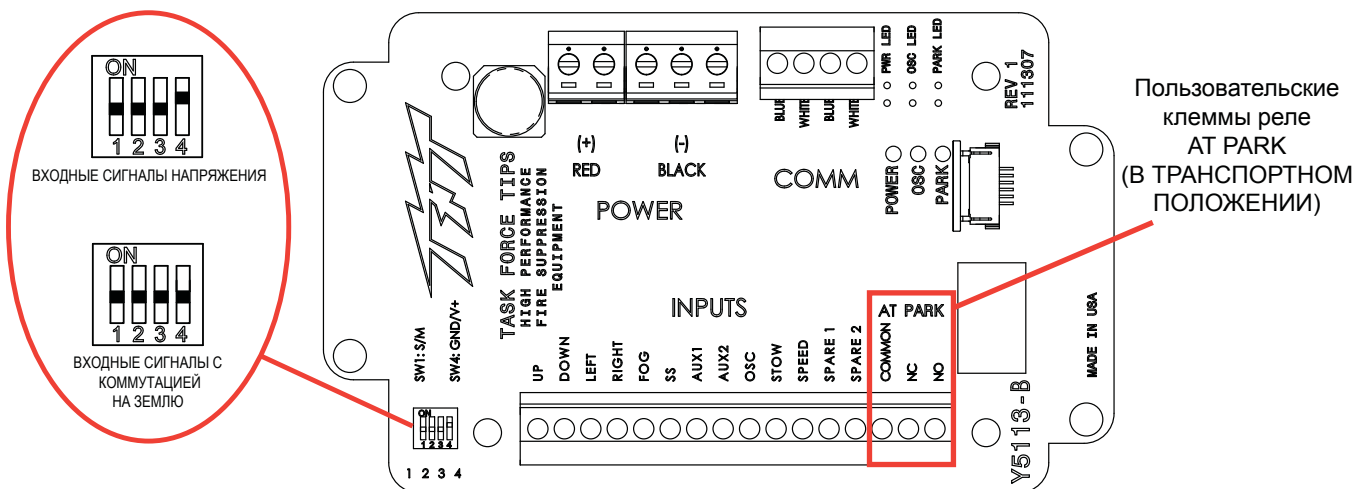 ON
1 2 3 4
ВХОДНЫЕ СИГНАЛЫ НАПРЯЖЕНИЯ
ON
1 2 3 4
ВХОДНЫЕ СИГНАЛЫ С
КОММУТАЦИЕЙ
НА ЗЕМЛЮ
TFT
TASK FORCE TIPS
HIGH PERFORMANCE
FIRE SUPPRESSION
EQUIPMENT
SW1: S/M
SW4: GND/V+
ON
1 2 3 4
1 2 3 4
(+)
RED
(-)
BLACK
POWER
BLUE
WHITE
BLUE
WHITE
COMM
PWR LED
OSC LED
PARK LED
POWER
OSC
PARK
REV 1
111307
INPUTS
UP
DOWN
LEFT
RIGHT
FOG
SS
AUX1
AUX2
OSC
STOW
SPEED
SPARE 1
SPARE 2
AT PARK
COMMON
NC
NO
Y5113-B
MADE IN USA
Пользовательские
клеммы реле
AT PARK
(В ТРАНСПОРТНОМ
ПОЛОЖЕНИИ)